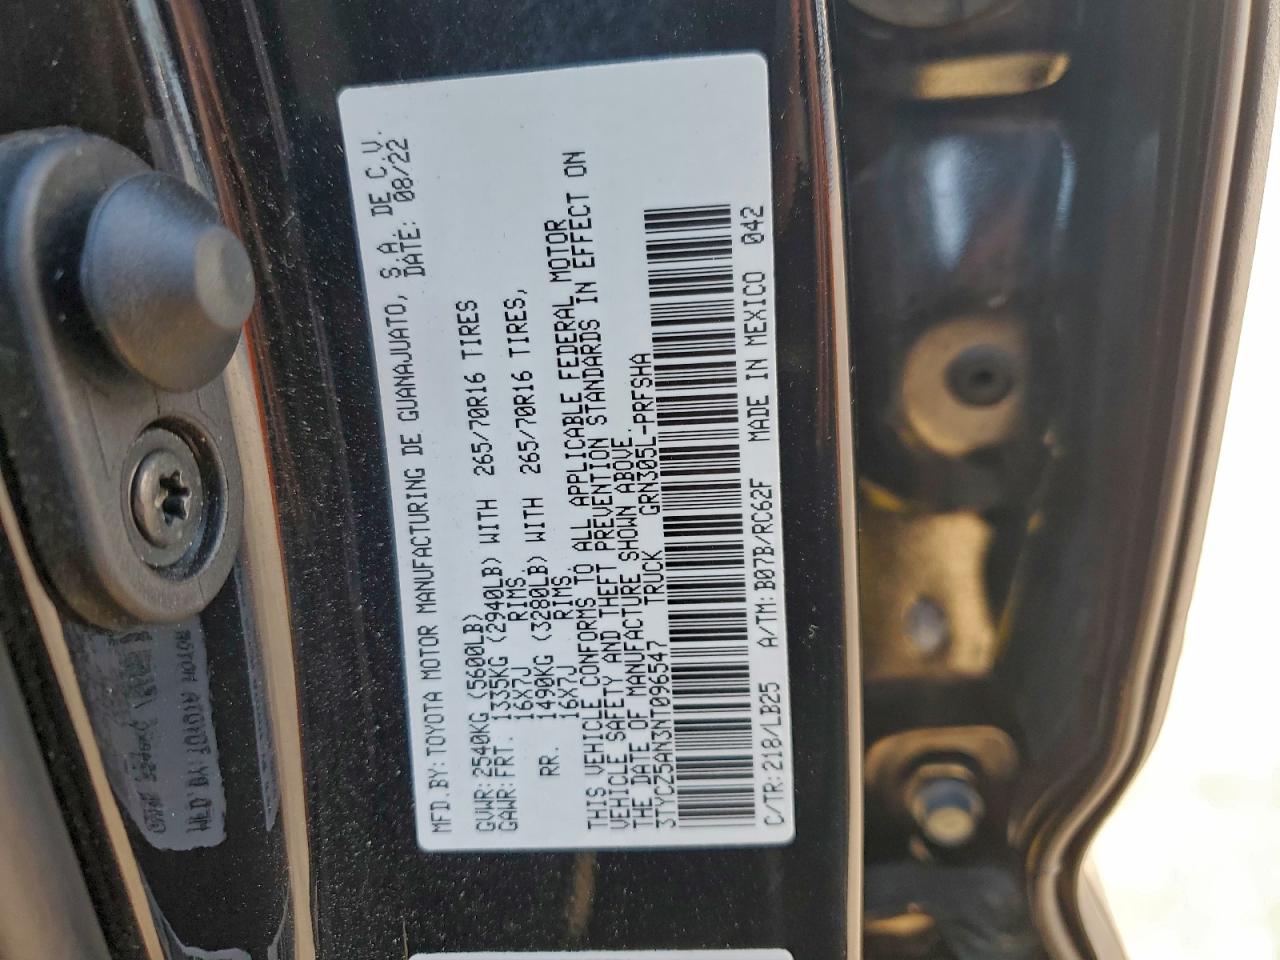 MFD.BY:TOYOTA MOTOR MANUFACTURING DE GUANAJUATO, S.A. DE C.V.
DATE: 08/22
GVWR:2540KG (5600LB)
GAWR:FRT. 1335KG (2940LB) WITH 265/70R16 TIRES
16X7J RIMS
RR. 1490KG (3280LB) WITH 265/70R16 TIRES,
16X7J RIMS.
THIS VEHICLE CONFORMS TO ALL APPLICABLE FEDERAL MOTOR
VEHICLE SAFETY AND THEFT PREVENTION STANDARDS IN EFFECT ON
THE DATE OF MANUFACTURE SHOWN ABOVE.
3TYCZ5AN3NT096547 TRUCK GRN305L-PRFSHA
C/TR:218/LB25 A/TM:B07B/RC62F MADE IN MEXICO 042